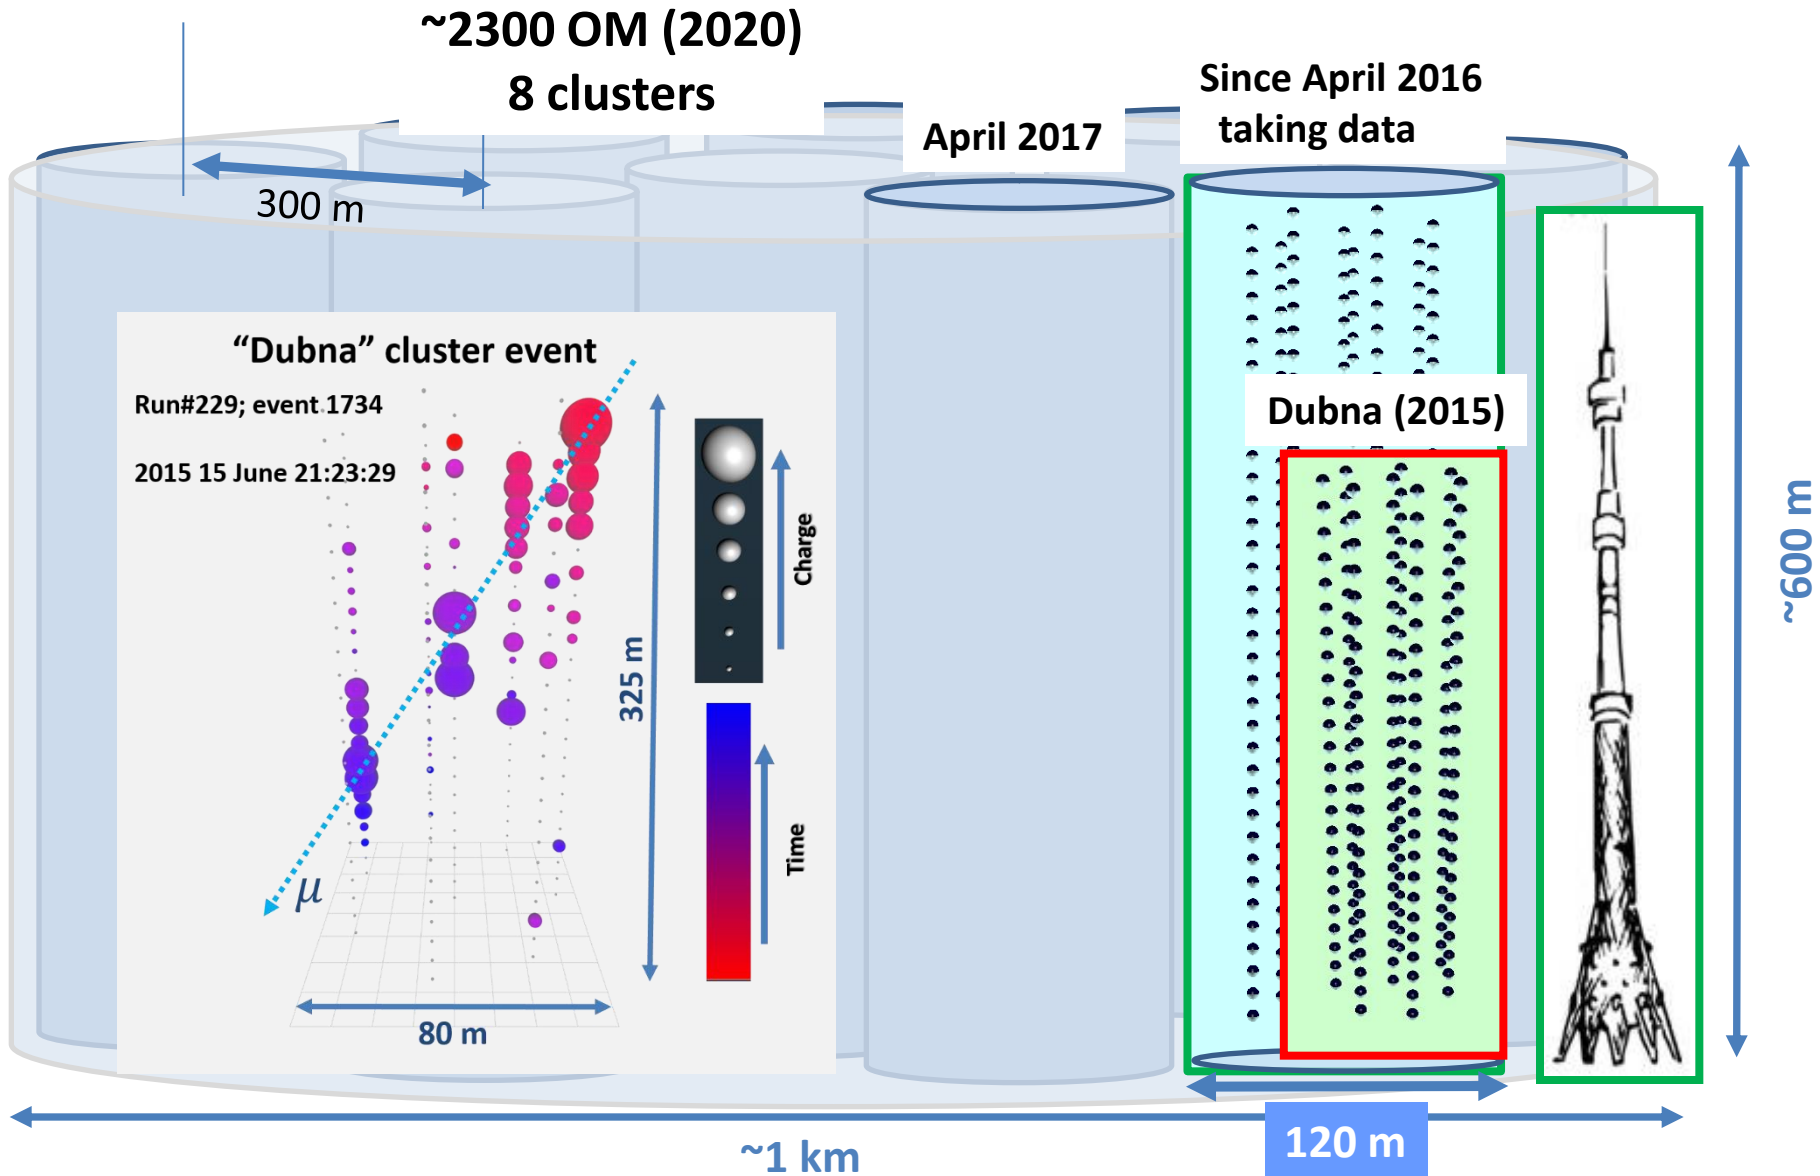 ~2300 OM (2020)
8 clusters
Since April 2016
taking data
April 2017
300 m
“Dubna” cluster event
Run#229; event 1734
2015 15 June 21:23:29
Charge
Time
325 m
80 m
μ
Dubna (2015)
~600 m
120 m
~1 km